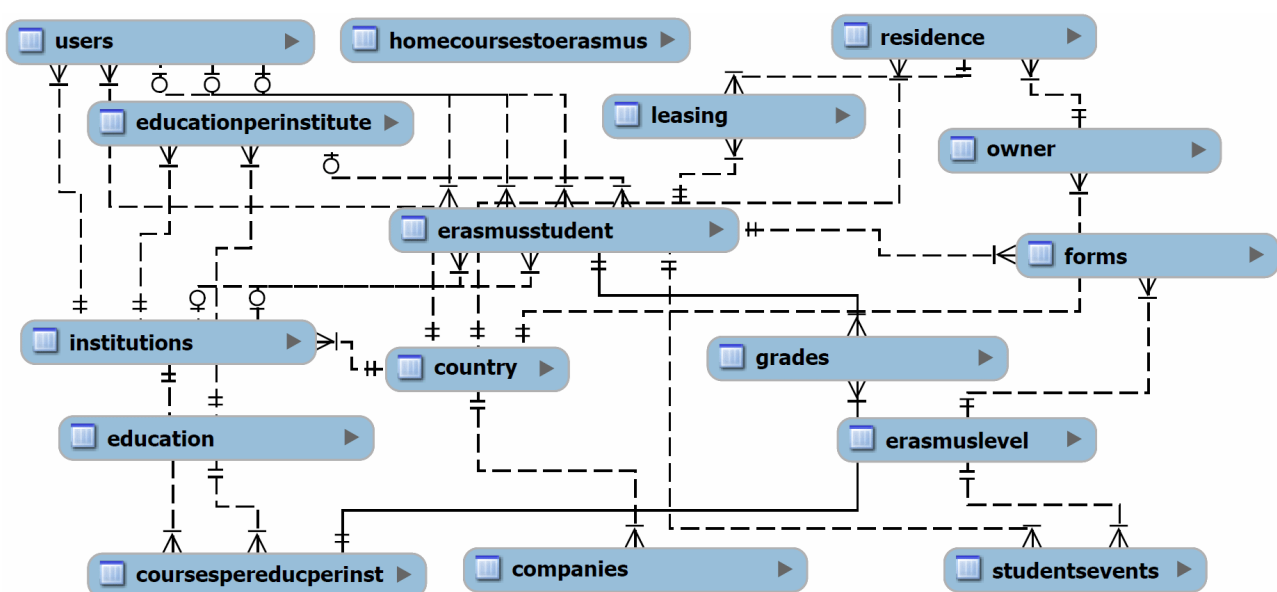 users
homecoursestoerasmus
residence
educationperinstitute
leasing
owner
erasmusstudent
forms
institutions
country
grades
education
erasmuslevel
coursespereducperinst
companies
studentsevents